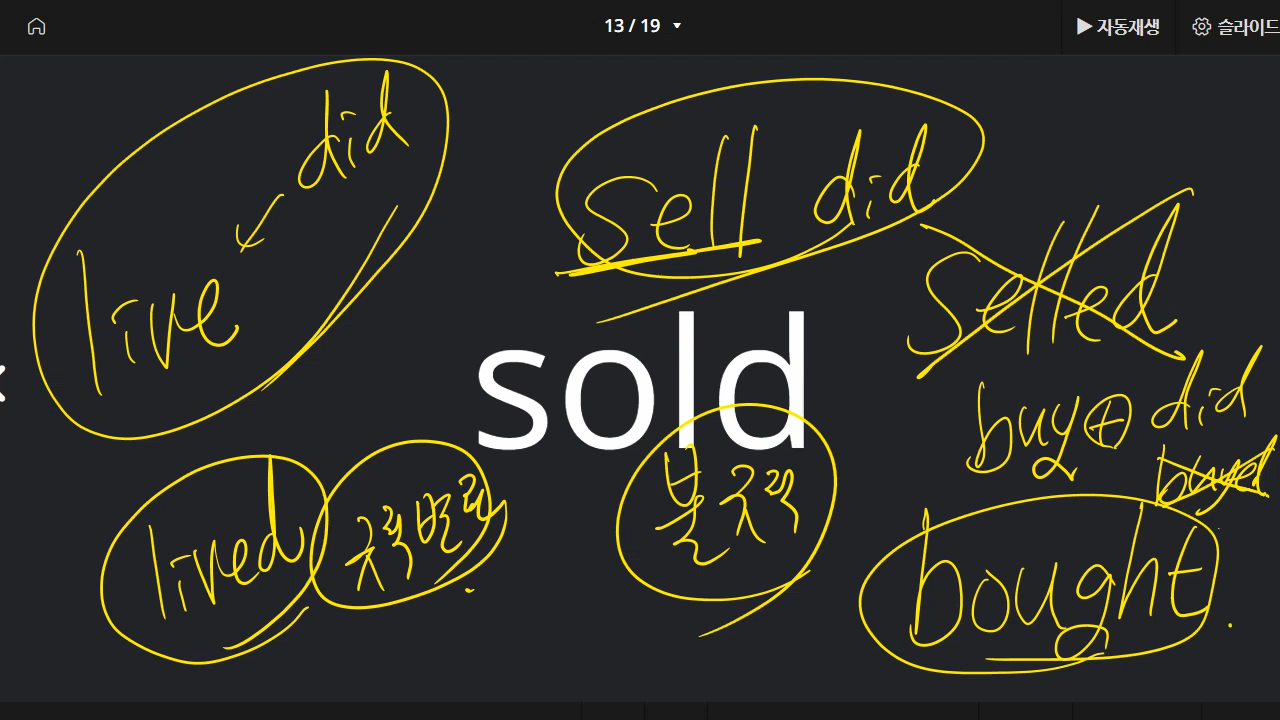 13 / 19
▶ 자동재생
슬라이드
did
live
sell did
selled
sold
buy + did
buyed
lived
규칙변화
불규칙
bought.